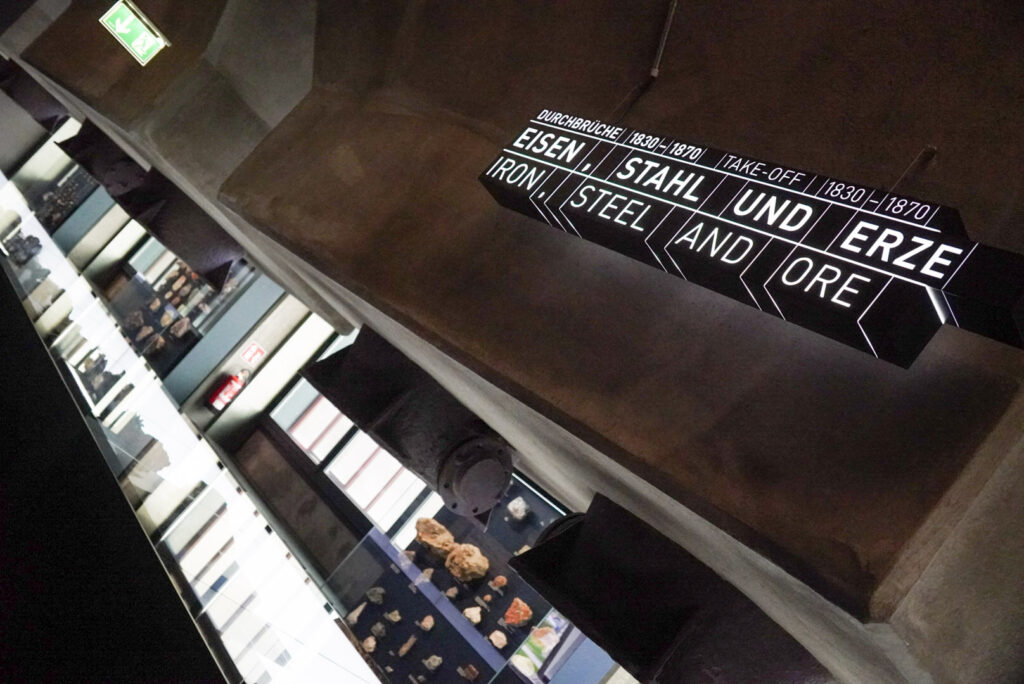 DURCHBRÜCHE 1830–1870 TAKE-OFF 1830–1870
EISEN, STAHL UND ERZE
IRON, STEEL AND ORE